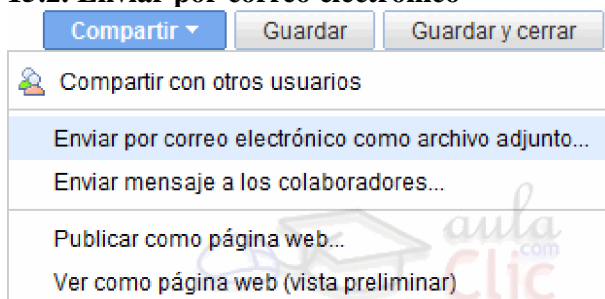 15.2. Enviar por correo electrónico
Compartir Guardar Guardar y cerrar
Compartir con otros usuarios
Enviar por correo electrónico como archivo adjunto...
Enviar mensaje a los colaboradores...
Publicar como página web...
Ver como página web (vista preliminar)
aula
.com
Clic